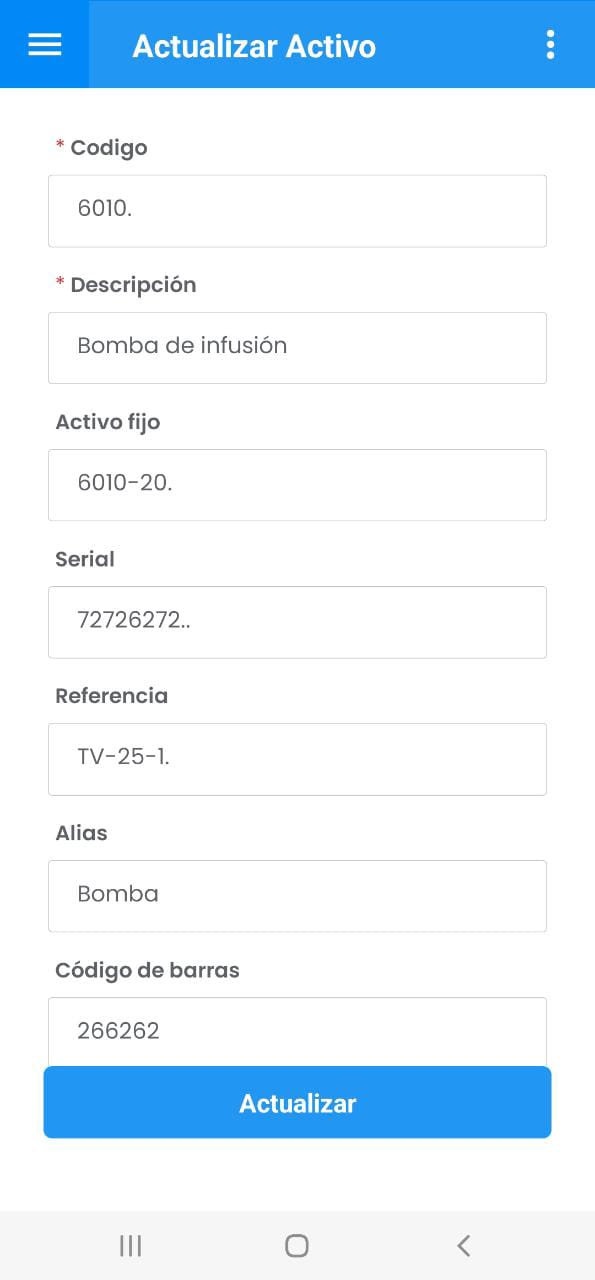 Actualizar Activo
* Codigo
6010.
* Descripción
Bomba de infusión
Activo fijo
6010-20.
Serial
72726272..
Referencia
TV-25-1.
Alias
Bomba
Código de barras
266262
Actualizar